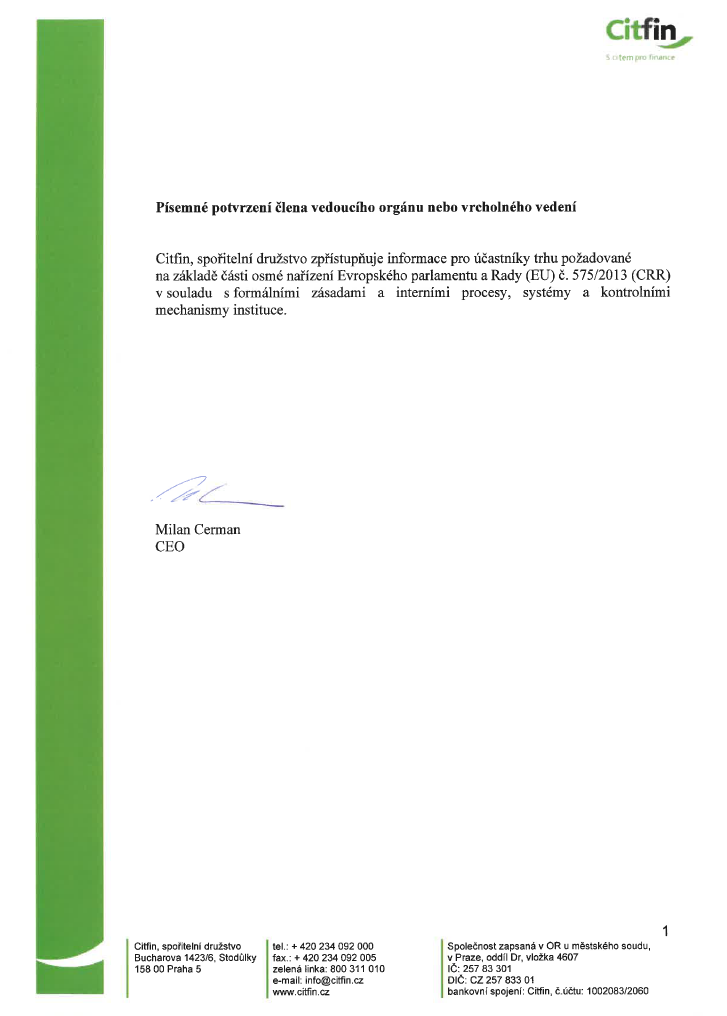 Citfin
S citem pro finance
Písemné potvrzení člena vedoucího orgánu nebo vrcholného vedení
Citfin, spořitelní družstvo zpřístupňuje informace pro účastníky trhu požadované
na základě části osmé nařízení Evropského parlamentu a Rady (EU) č. 575/2013 (CRR)
v souladu s formálními zásadami a interními procesy, systémy a kontrolními
mechanismy instituce.
Milan Cerman
CEO
1
Citfin, spořitelní družstvo
Bucharova 1423/6, Stodůlky
158 00 Praha 5
tel.: + 420 234 092 000
fax.: + 420 234 092 005
zelená linka: 800 311 010
e-mail: info@citfin.cz
www.citfin.cz
Společnost zapsaná v OR u městského soudu,
v Praze, oddíl Dr, vložka 4607
IČ: 257 83 301
DIČ: CZ 257 833 01
bankovní spojení: Citfin, č.účtu: 1002083/2060